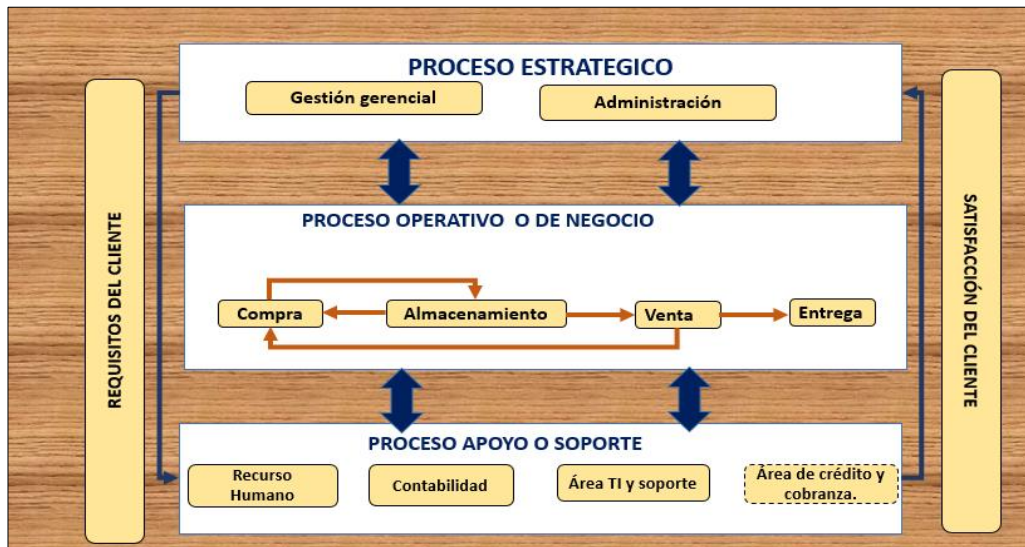 PROCESO ESTRATEGICO
Gestión gerencial
Administración
REQUISITOS DEL CLIENTE
SATISFACCIÓN DEL CLIENTE
PROCESO OPERATIVO O DE NEGOCIO
Compra
Almacenamiento
Venta
Entrega
PROCESO APOYO O SOPORTE
Recurso
Humano
Contabilidad
Área TI y soporte
Área de crédito y
cobranza.